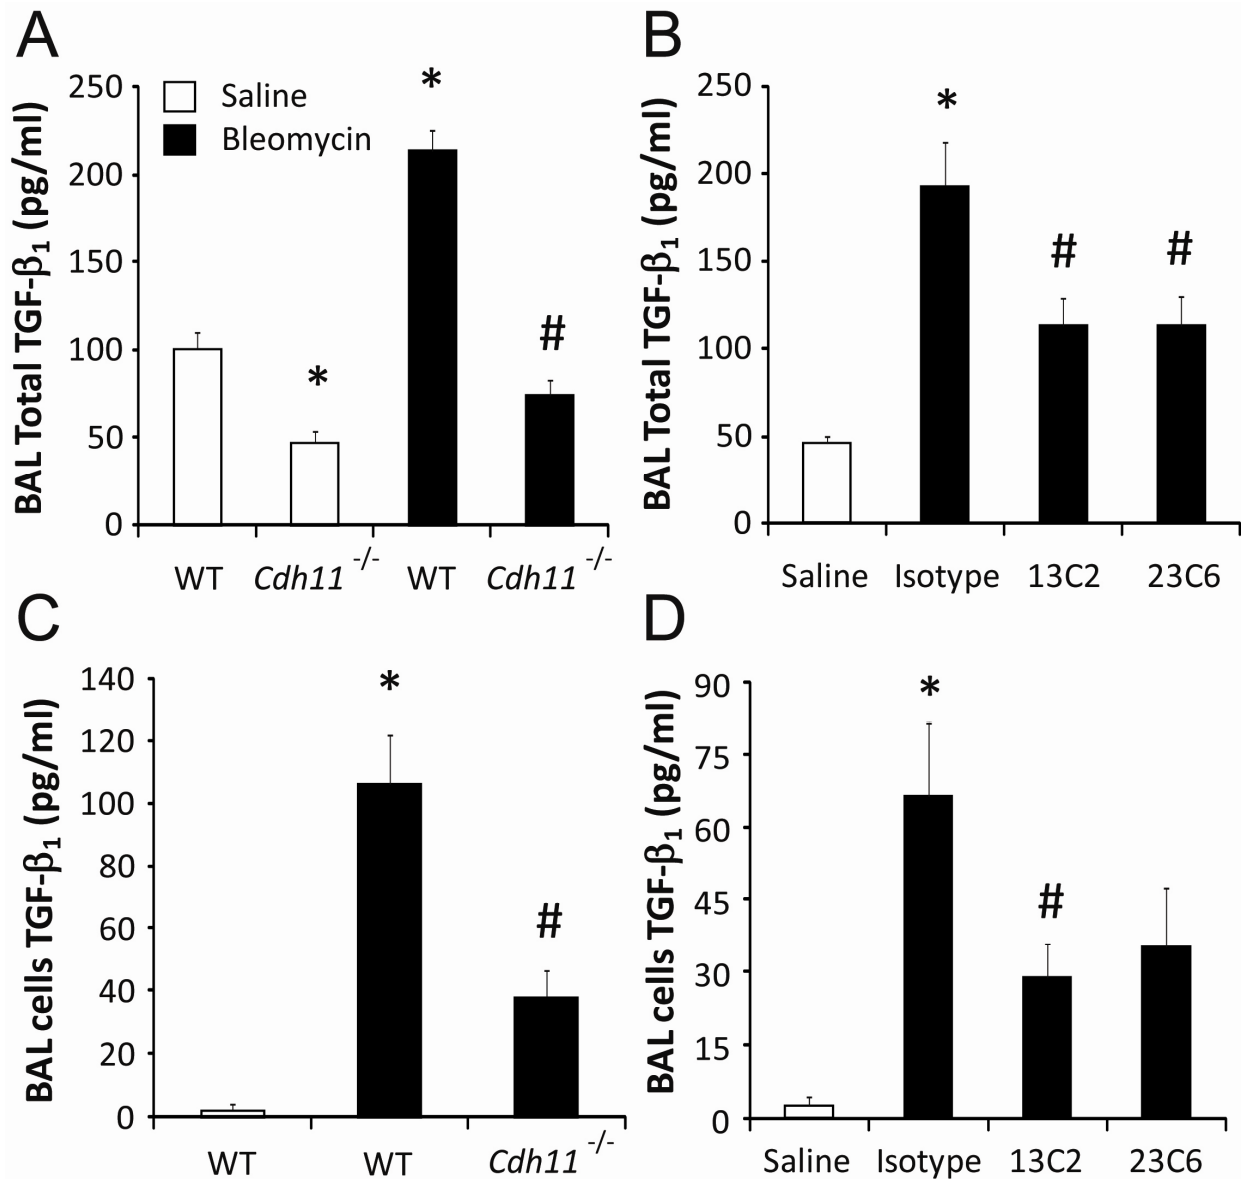 A
BAL Total TGF-β1 (pg/ml)
250
200
150
100
50
0
Saline
Bleomycin
*
*
#
WT
Cdh11 -/-
WT
Cdh11 -/-
B
BAL Total TGF-β1 (pg/ml)
250
200
150
100
50
0
*
#
#
Saline
Isotype
13C2
23C6
C
BAL cells TGF-β1 (pg/ml)
140
120
100
80
60
40
20
0
*
#
WT
WT
Cdh11 -/-
D
BAL cells TGF-β1 (pg/ml)
90
75
60
45
30
15
0
*
#
Saline
Isotype
13C2
23C6